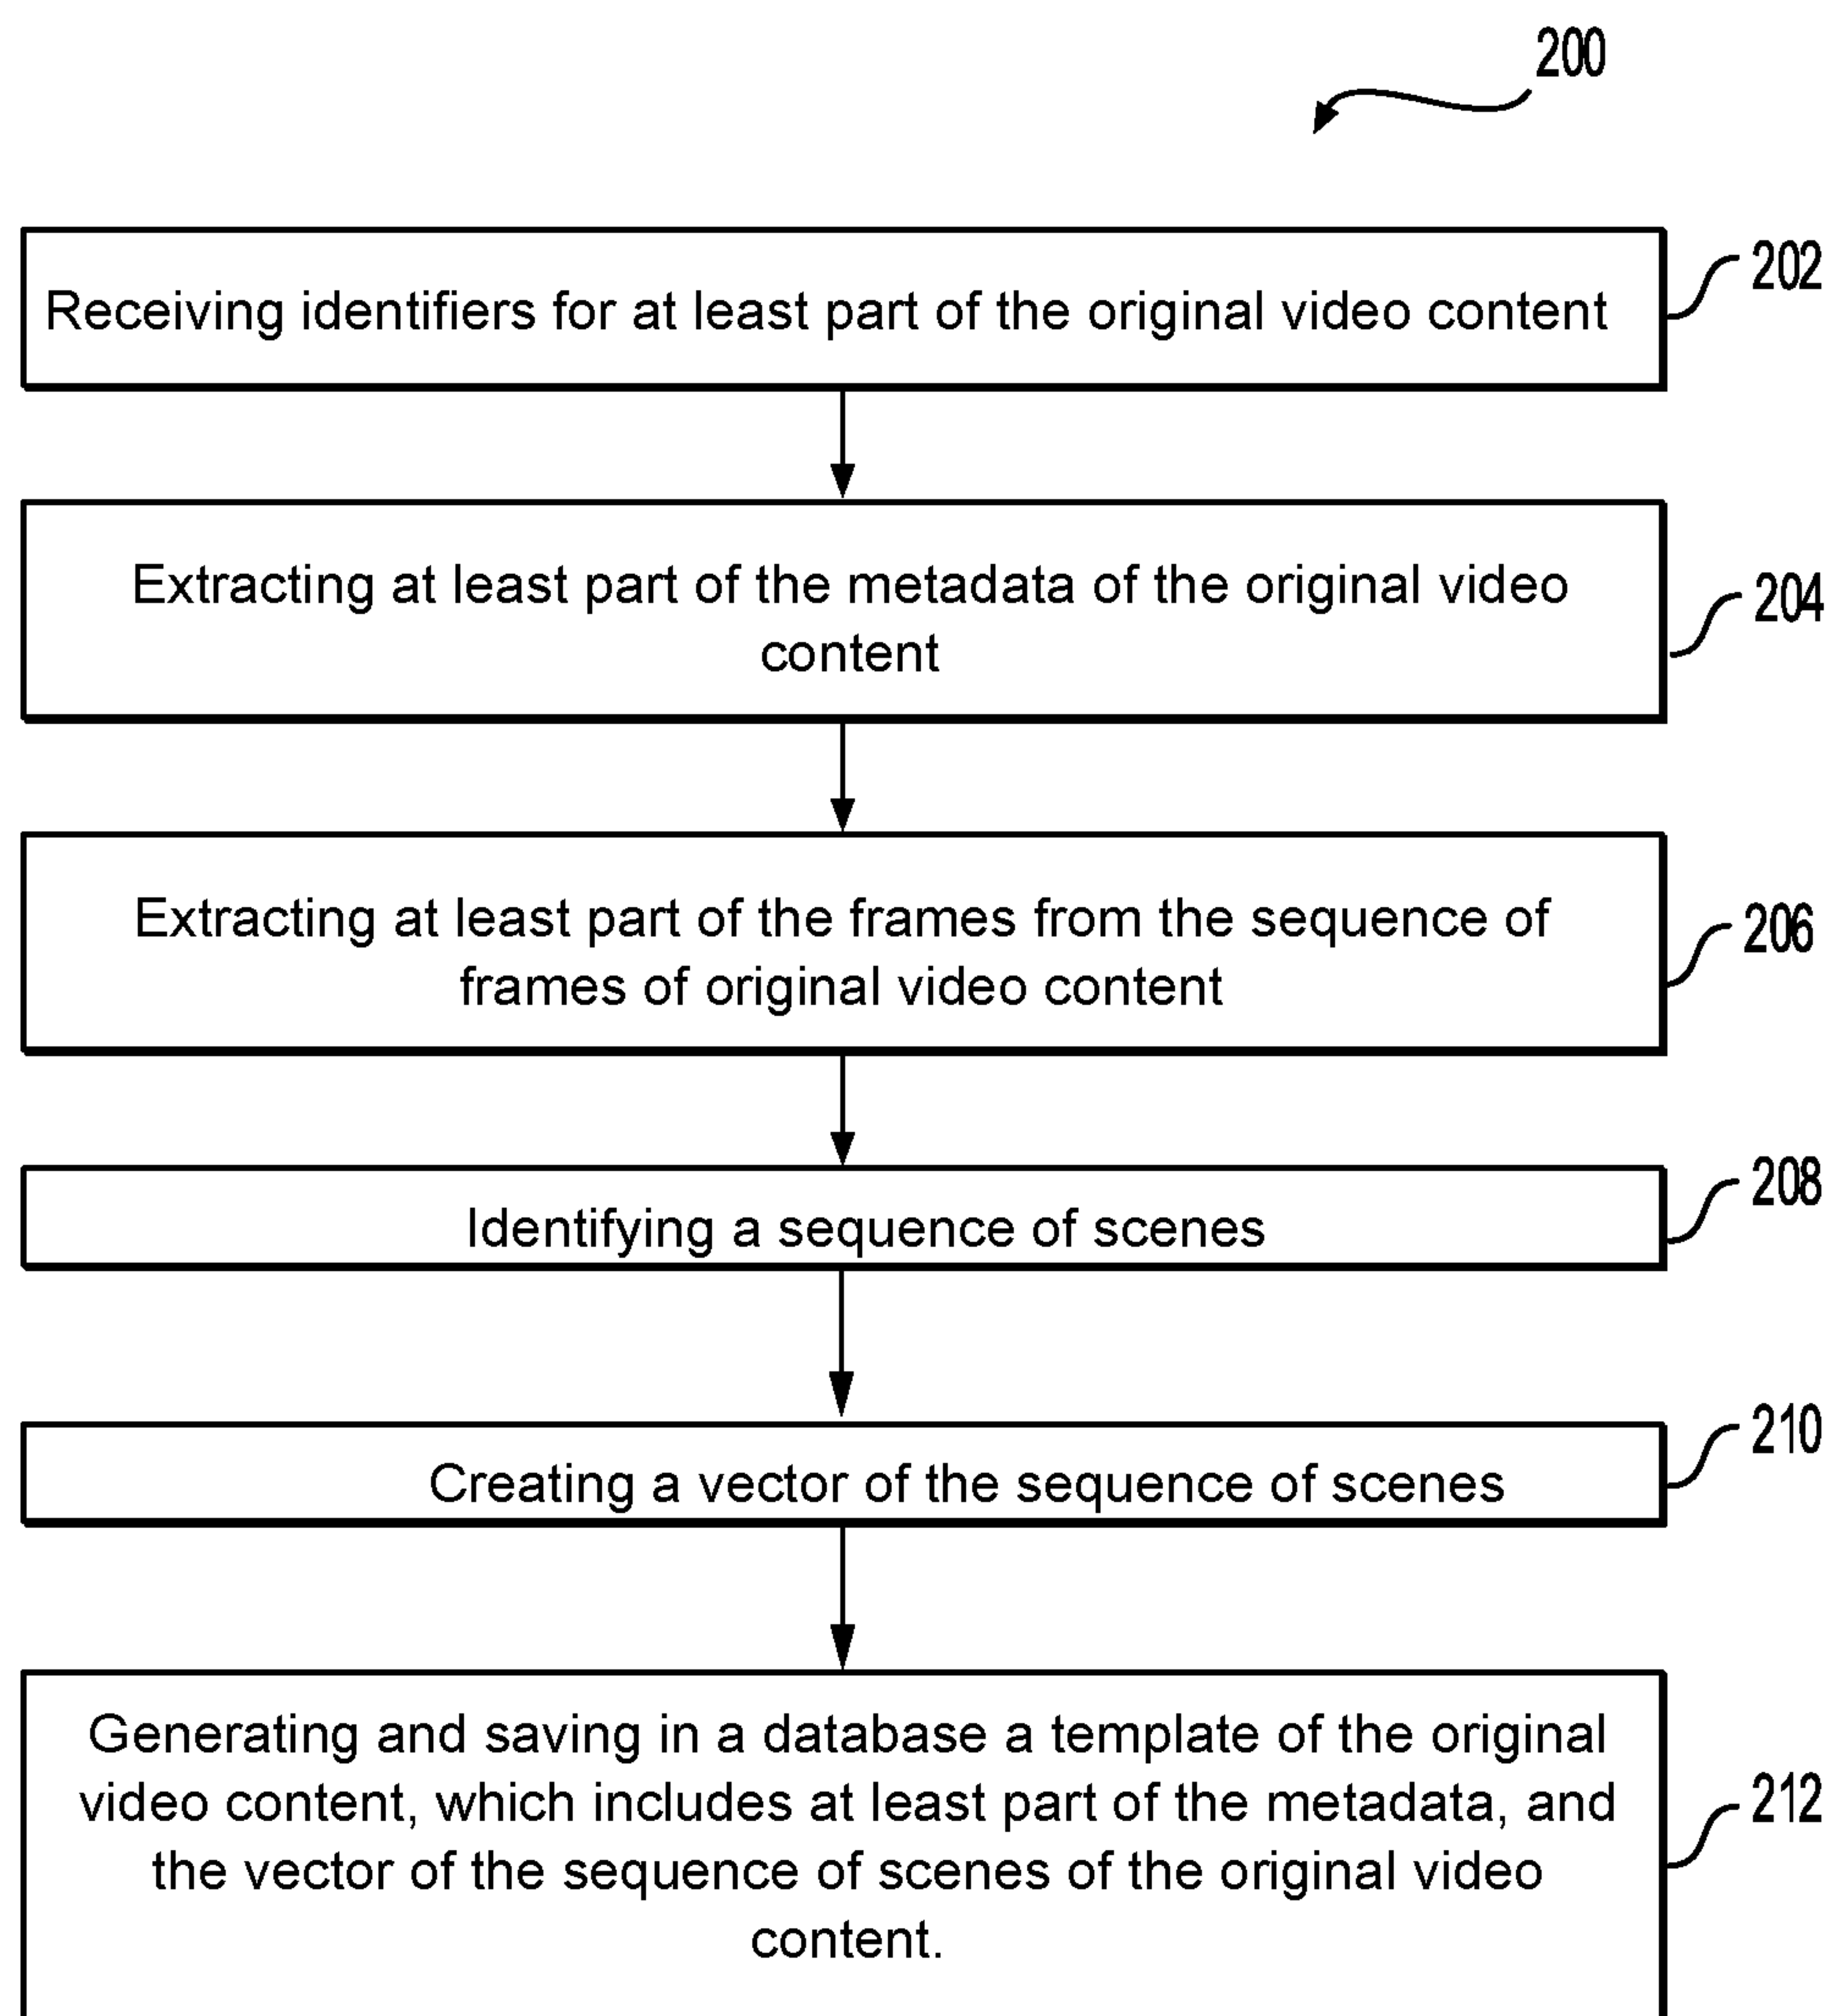 200
Receiving identifiers for at least part of the original video content
202
Extracting at least part of the metadata of the original video
content
204
Extracting at least part of the frames from the sequence of
frames of original video content
206
Identifying a sequence of scenes
208
Creating a vector of the sequence of scenes
210
Generating and saving in a database a template of the original
video content, which includes at least part of the metadata, and
the vector of the sequence of scenes of the original video
content.
212